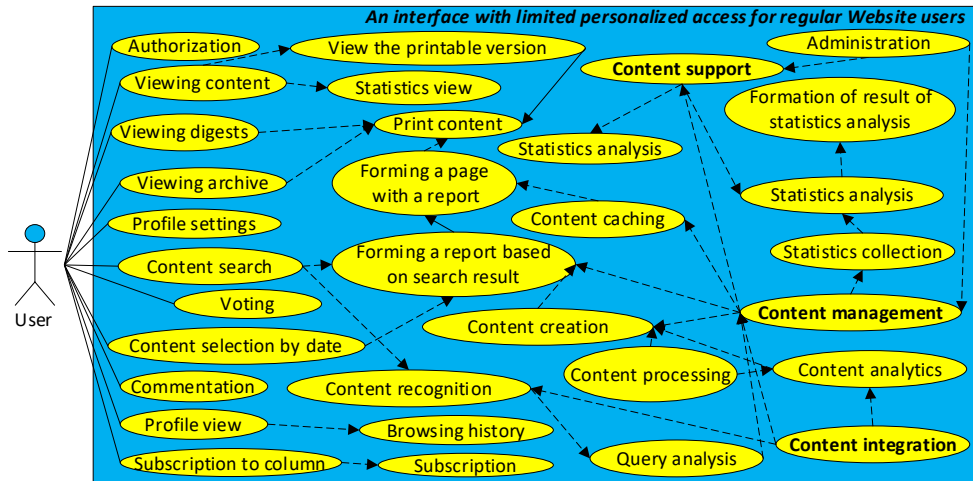 An interface with limited personalized access for regular Website users
Authorization
View the printable version
Administration
Viewing content
Content support
Statistics view
Formation of result of
statistics analysis
Viewing digests
Print content
Statistics analysis
Viewing archive
Forming a page
with a report
Statistics analysis
Profile settings
Content caching
Content search
Forming a report based
on search result
Statistics collection
Voting
User
Content creation
Content management
Content selection by date
Content processing
Content analytics
Commentation
Content recognition
Profile view
Browsing history
Content integration
Subscription to column
Subscription
Query analysis